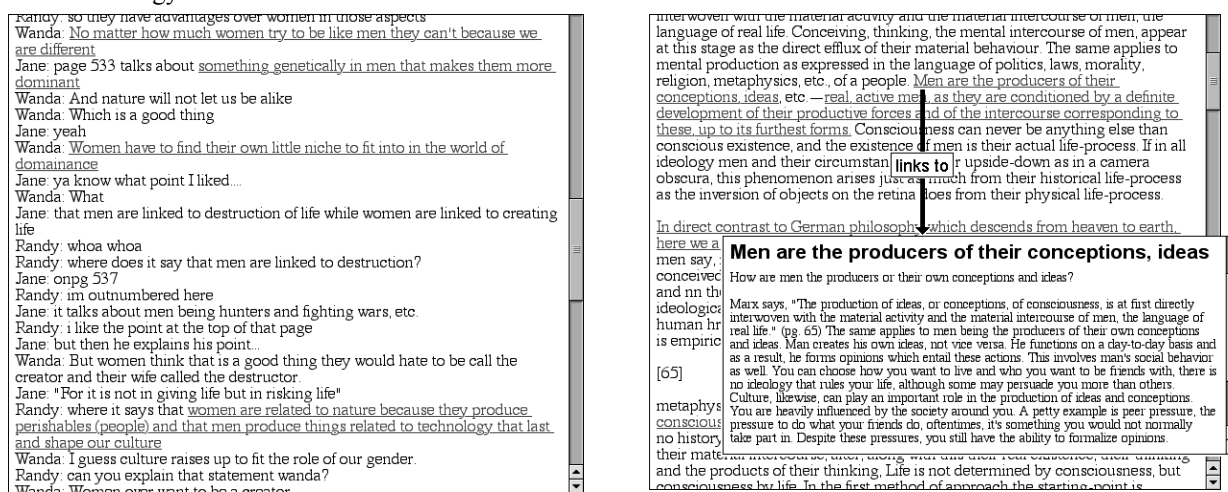 Randy: so they have advantages over women in those aspects
Wanda: No matter how much women try to be like men they can't because we
are different
Jane: page 533 talks about something genetically in men that makes them more
dominant
Wanda: And nature will not let us be alike
Wanda: Which is a good thing
Jane: yeah
Wanda: Women have to find their own little niche to fit into in the world of
domainance
Jane: ya know what point I liked....
Wanda: What
Jane: that men are linked to destruction of life while women are linked to creating
life
Randy: whoa whoa
Randy: where does it say that men are linked to destruction?
Jane: onpg 537
Randy: im outnumbered here
Jane: it talks about men being hunters and fighting wars, etc.
Randy: i like the point at the top of that page
Jane: but then he explains his point...
Wanda: But women think that is a good thing they would hate to be call the
creator and their wife called the destructor.
Jane: "For it is not in giving life but in risking life"
Randy: where it says that women are related to nature because they produce
perishables (people) and that men produce things related to technology that last
and shape our culture
Wanda: I guess culture raises up to fit the role of our gender.
Randy: can you explain that statement wanda?
Wanda: Women over want to be a creator
interwoven with the material activity and the material intercourse of men, the
language of real life. Conceiving, thinking, the mental intercourse of men, appear
at this stage as the direct efflux of their material behaviour. The same applies to
mental production as expressed in the language of politics, laws, morality,
religion, metaphysics, etc., of a people. Men are the producers of their
conceptions, ideas, etc.—real, active men, as they are conditioned by a definite
development of their productive forces and of the intercourse corresponding to
these, up to its furthest forms. Consciousness can never be anything else than
conscious existence, and the existence of men is their actual life-process. If in all
ideology men and their circumstan r upside-down as in a camera
obscura, this phenomenon arises just as much from their historical life-process
as the inversion of objects on the retina does from their physical life-process.
links to
In direct contrast to German philosophy which descends from heaven to earth,
here we a
men say,
conceived
and nn th
ideologica
human hr
is empiric
[65]
metaphys
conscious
no history
Men are the producers of their conceptions, ideas
How are men the producers or their own conceptions and ideas?
Marx says, "The production of ideas, or conceptions, of consciousness, is at first directly
interwoven with the material activity and the material intercourse of men, the language of
real life." (pg. 65) The same applies to men being the producers of their own conceptions
and ideas. Man creates his own ideas, not vice versa. He functions on a day-to-day basis and
as a result, he forms opinions which entail these actions. This involves man's social behavior
as well. You can choose how you want to live and who you want to be friends with, there is
no ideology that rules your life, although some may persuade you more than others.
Culture, likewise, can play an important role in the production of ideas and conceptions.
You are heavily influenced by the society around you. A petty example is peer pressure, the
pressure to do what your friends do, oftentimes, it's something you would not normally
take part in. Despite these pressures, you still have the ability to formalize opinions.
their material intercourse, alter, along with this their real existence, their thinking
and the products of their thinking, Life is not determined by consciousness, but
consciousness by life. In the first method of approach the starting-point is